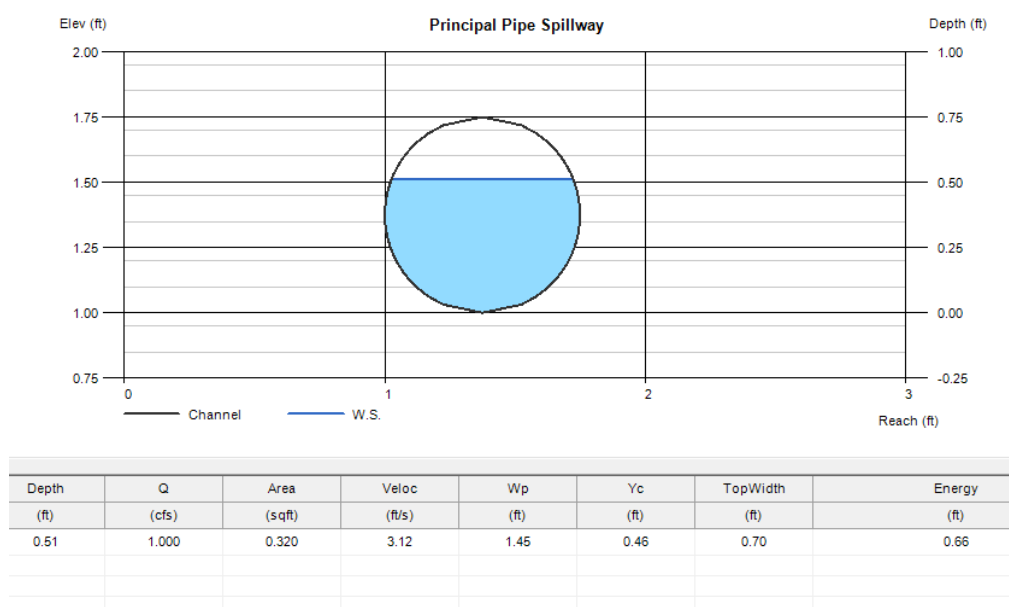 Elev (ft) Principal Pipe Spillway Depth (ft)
2.00 1.00
1.75 0.75
1.50 0.50
1.25 0.25
1.00 0.00
0.75 -0.25
0 1 2 3
Channel W.S.
Reach (ft)
Depth Q Area Veloc Wp Yc TopWidth Energy
(ft) (cfs) (sqft) (ft/s) (ft) (ft) (ft) (ft)
0.51 1.000 0.320 3.12 1.45 0.46 0.70 0.66